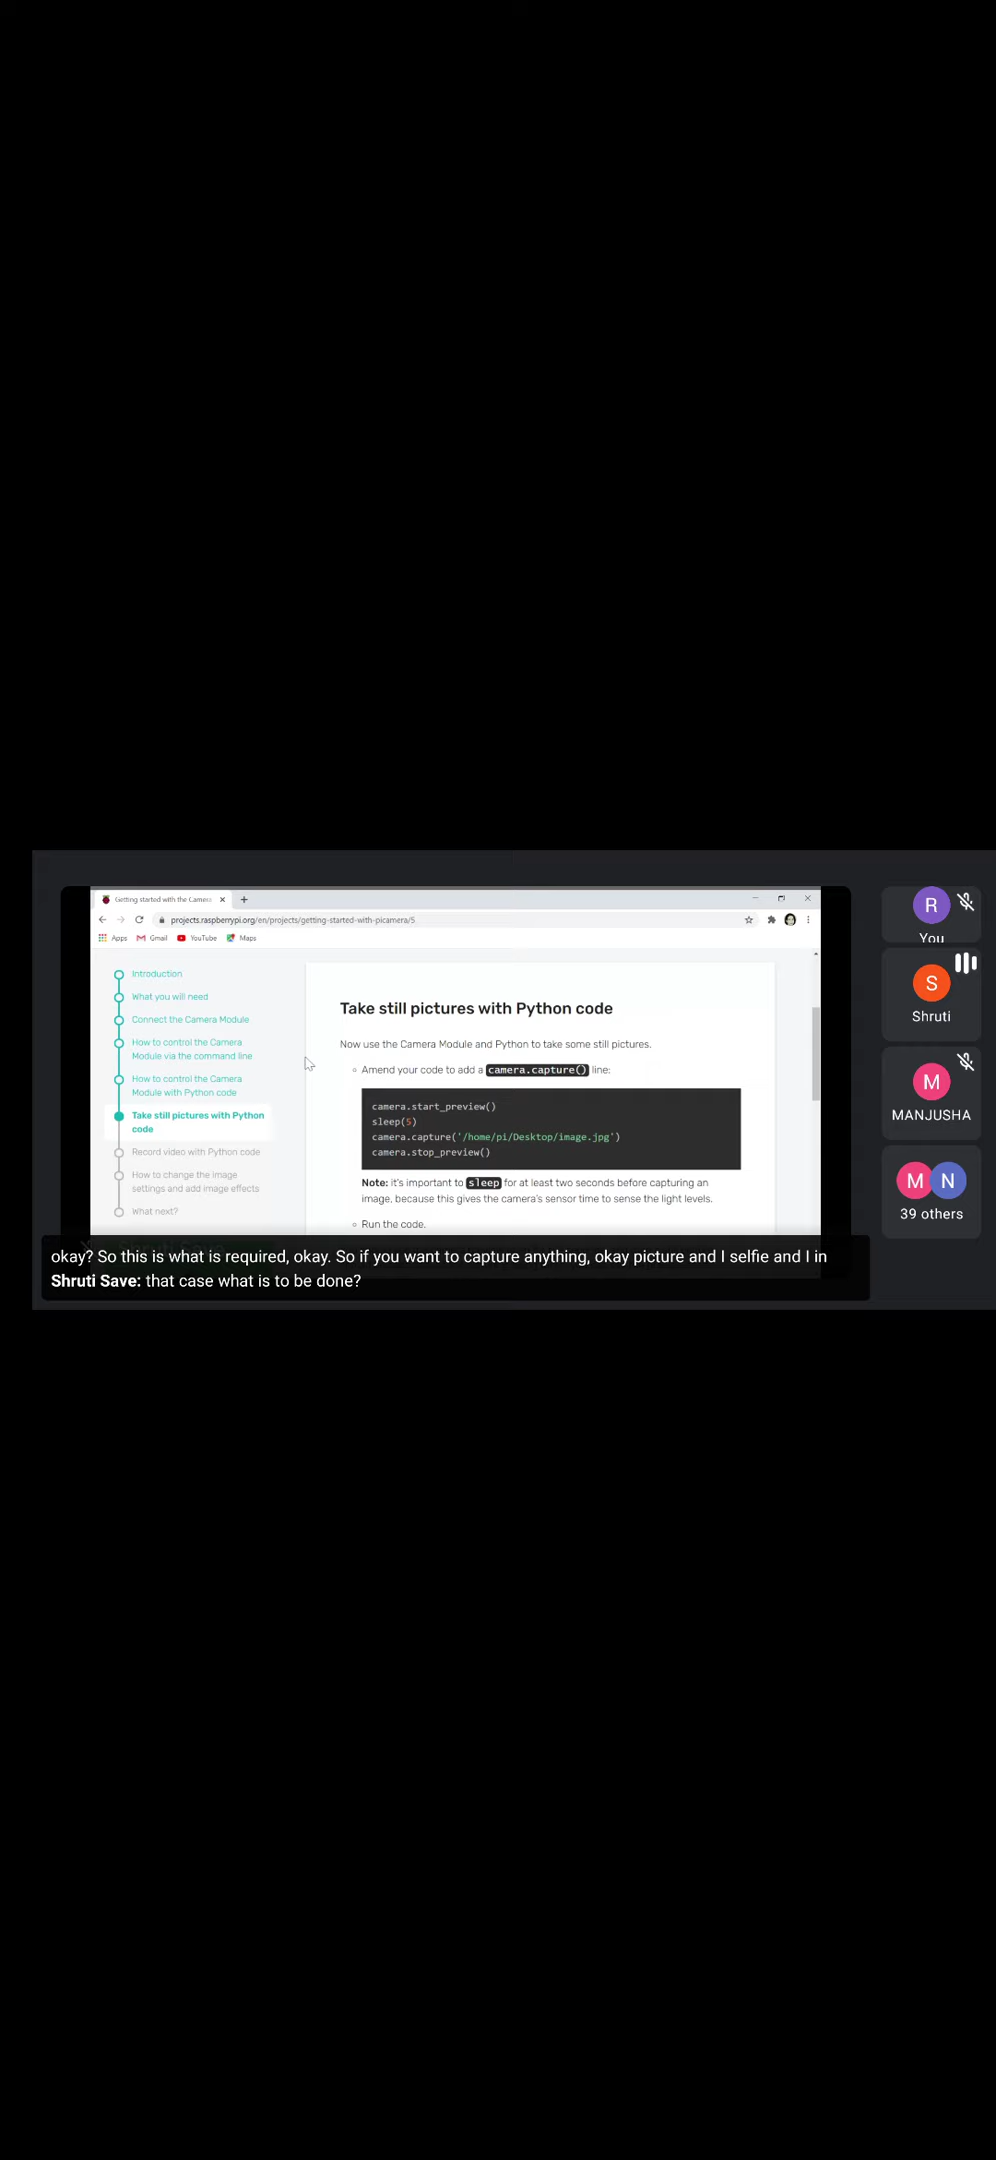 Getting started with the Camera
projects.raspberrypi.org/en/projects/getting-started-with-picamera/5
Apps Gmail YouTube Maps
Introduction
What you will need
Connect the Camera Module
How to control the Camera
Module via the command line
How to control the Camera
Module with Python code
Take still pictures with Python
code
Record video with Python code
How to change the image
settings and add image effects
What next?
Take still pictures with Python code
Now use the Camera Module and Python to take some still pictures.
Amend your code to add a camera.capture() line:
camera.start_preview()
sleep(5)
camera.capture('/home/pi/Desktop/image.jpg')
camera.stop_preview()
Note: it's important to sleep for at least two seconds before capturing an
image, because this gives the camera's sensor time to sense the light levels.
Run the code.
okay? So this is what is required, okay. So if you want to capture anything, okay picture and I selfie and I in
Shruti Save: that case what is to be done?
R
You
S
Shruti
M
MANJUSHA
M N
39 others